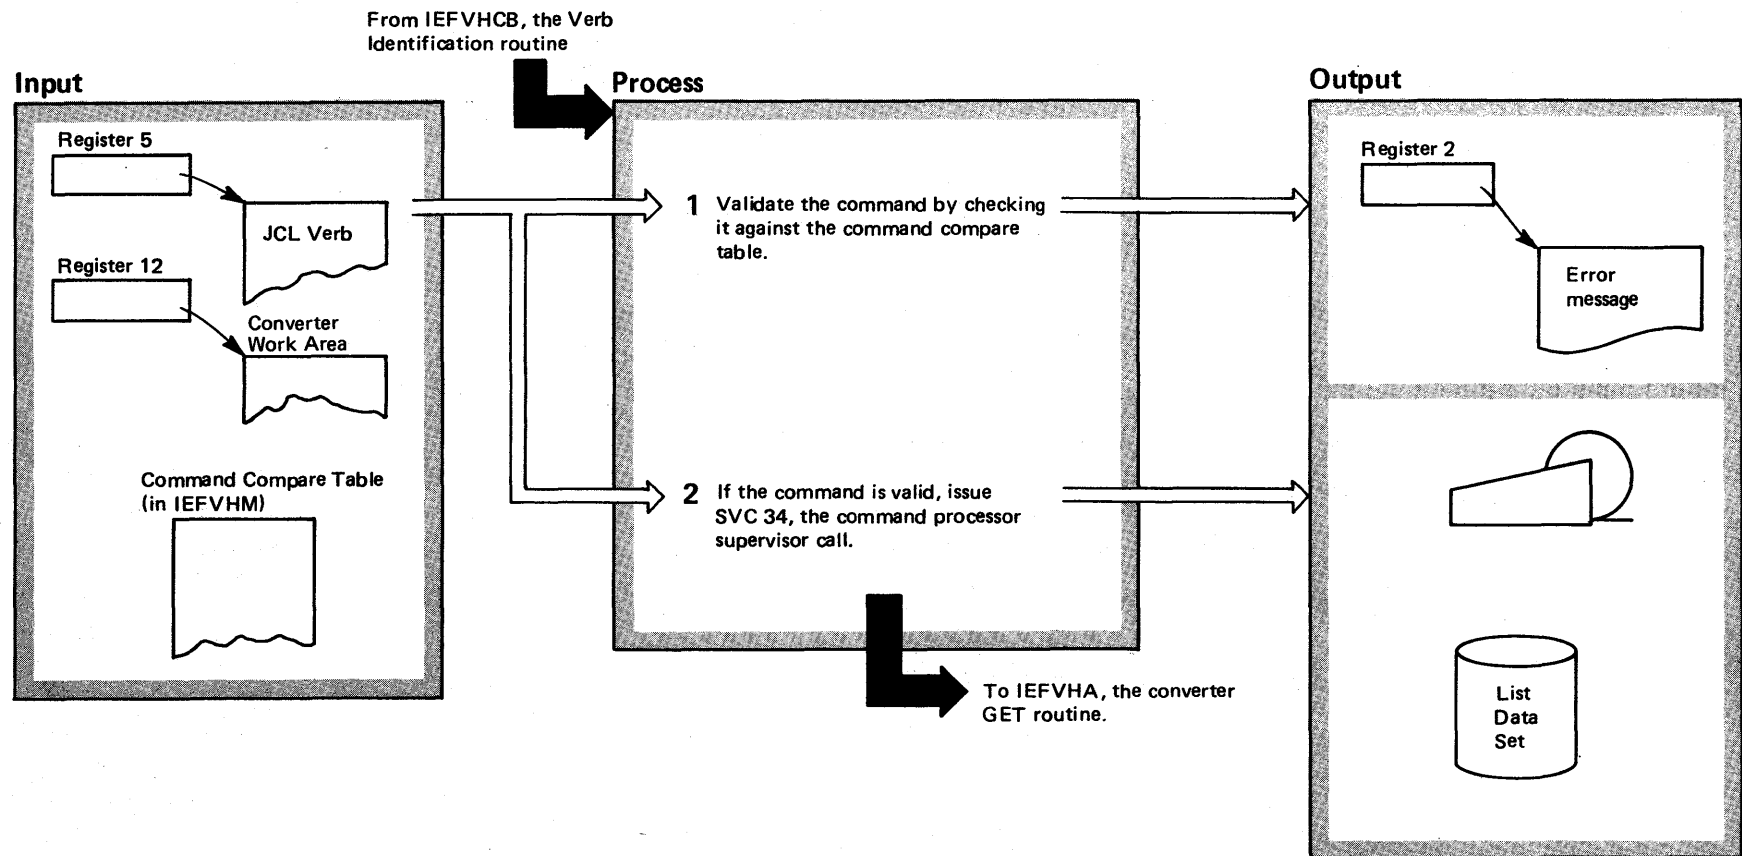 From IEFVHCB, the Verb
Identification routine
Input
Process
Output
Register 5
JCL Verb
Register 12
Converter
Work Area
Command Compare Table
(in IEFVHM)
1 Validate the command by checking
it against the command compare
table.
2 If the command is valid, issue
SVC 34, the command processor
supervisor call.
To IEFVHA, the converter
GET routine.
Register 2
Error
message
List
Data
Set